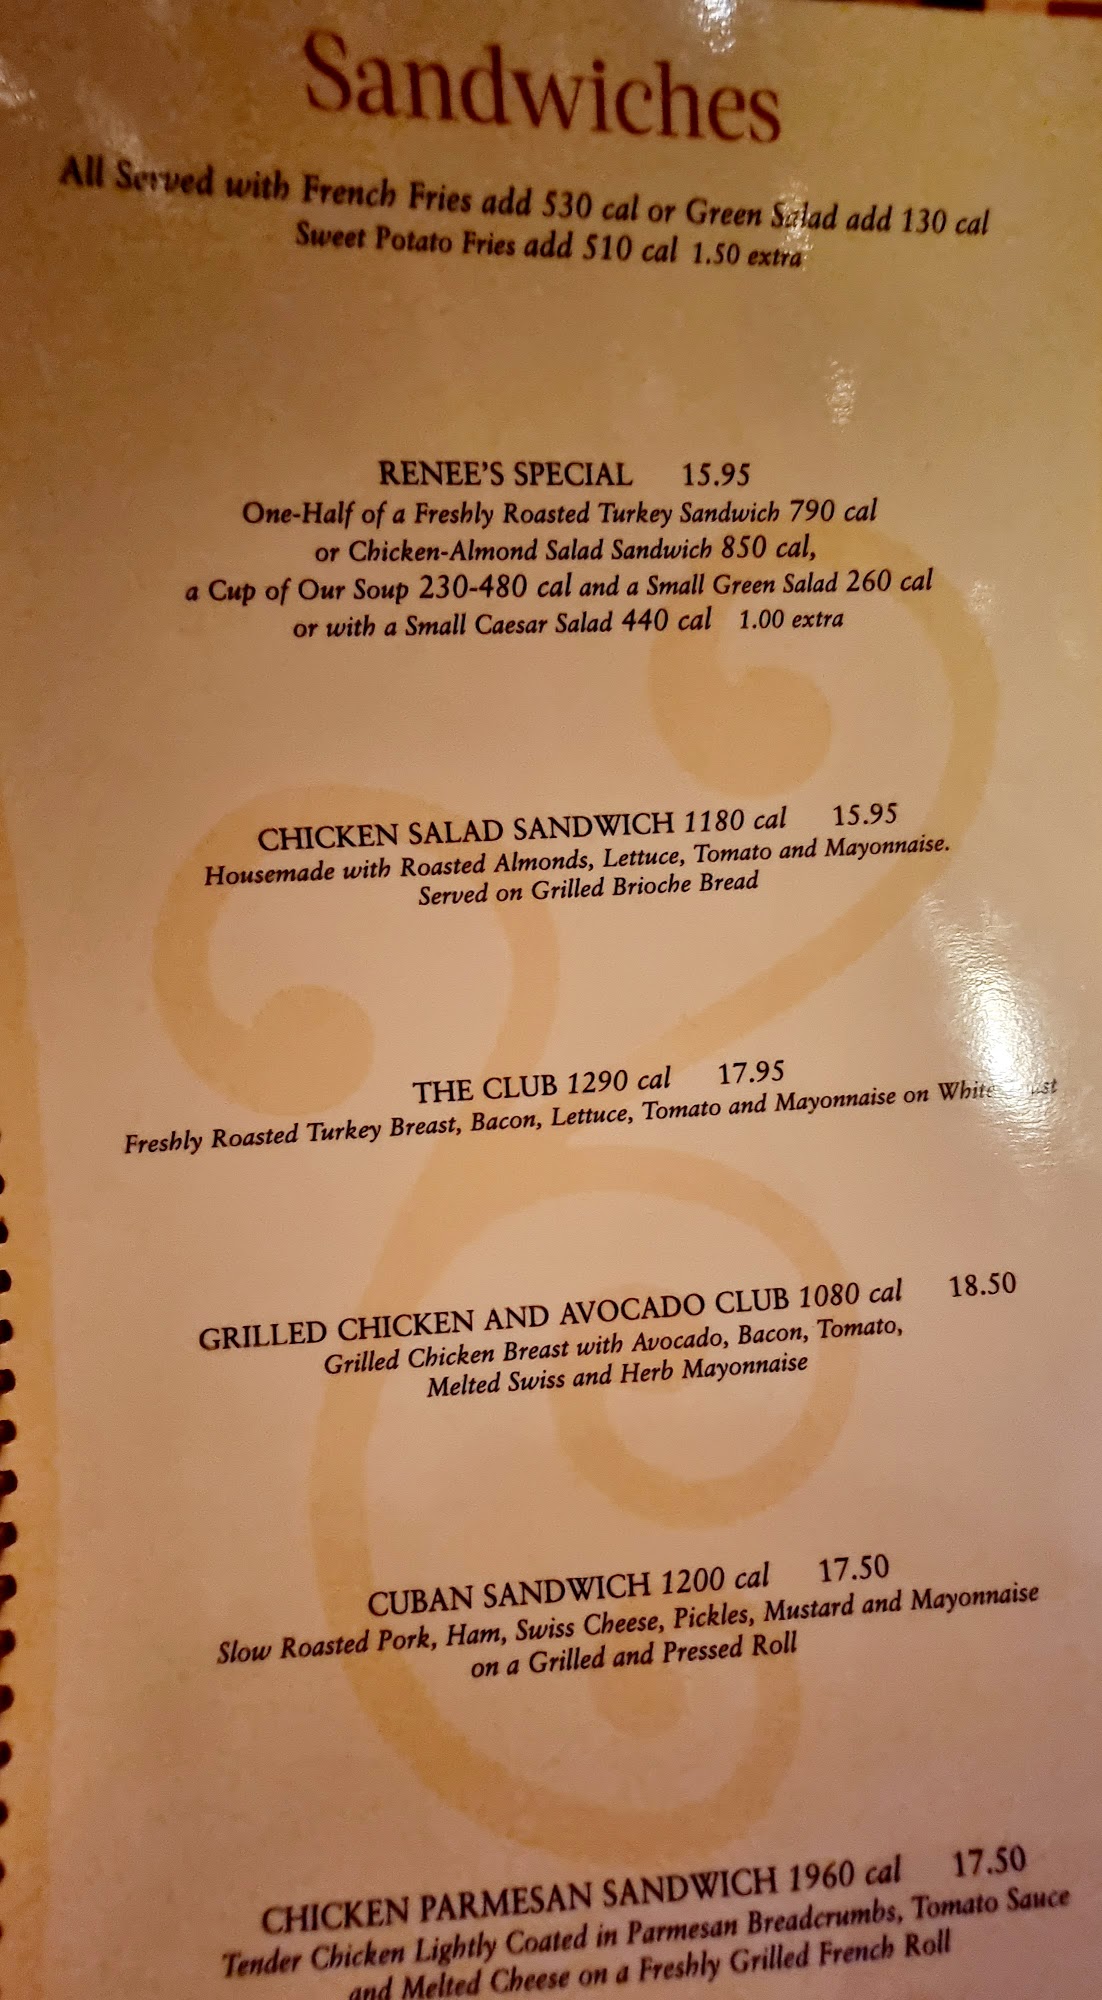 Sandwiches
All Served with French Fries add 530 cal or Green Salad add 130 cal
Sweet Potato Fries add 510 cal 1.50 extra
RENEE'S SPECIAL 15.95
One-Half of a Freshly Roasted Turkey Sandwich 790 cal
or Chicken-Almond Salad Sandwich 850 cal,
a Cup of Our Soup 230-480 cal and a Small Green Salad 260 cal
or with a Small Caesar Salad 440 cal 1.00 extra
CHICKEN SALAD SANDWICH 1180 cal 15.95
Housemade with Roasted Almonds, Lettuce, Tomato and Mayonnaise.
Served on Grilled Brioche Bread
THE CLUB 1290 cal 17.95
Freshly Roasted Turkey Breast, Bacon, Lettuce, Tomato and Mayonnaise on White
GRILLED CHICKEN AND AVOCADO CLUB 1080 cal 18.50
Grilled Chicken Breast with Avocado, Bacon, Tomato,
Melted Swiss and Herb Mayonnaise
CUBAN SANDWICH 1200 cal 17.50
Slow Roasted Pork, Ham, Swiss Cheese, Pickles, Mustard and Mayonnaise
on a Grilled and Pressed Roll
CHICKEN PARMESAN SANDWICH 1960 cal 17.50
Tender Chicken Lightly Coated in Parmesan Breadcrumbs, Tomato Sauce
and Melted Cheese on a Freshly Grilled French Roll